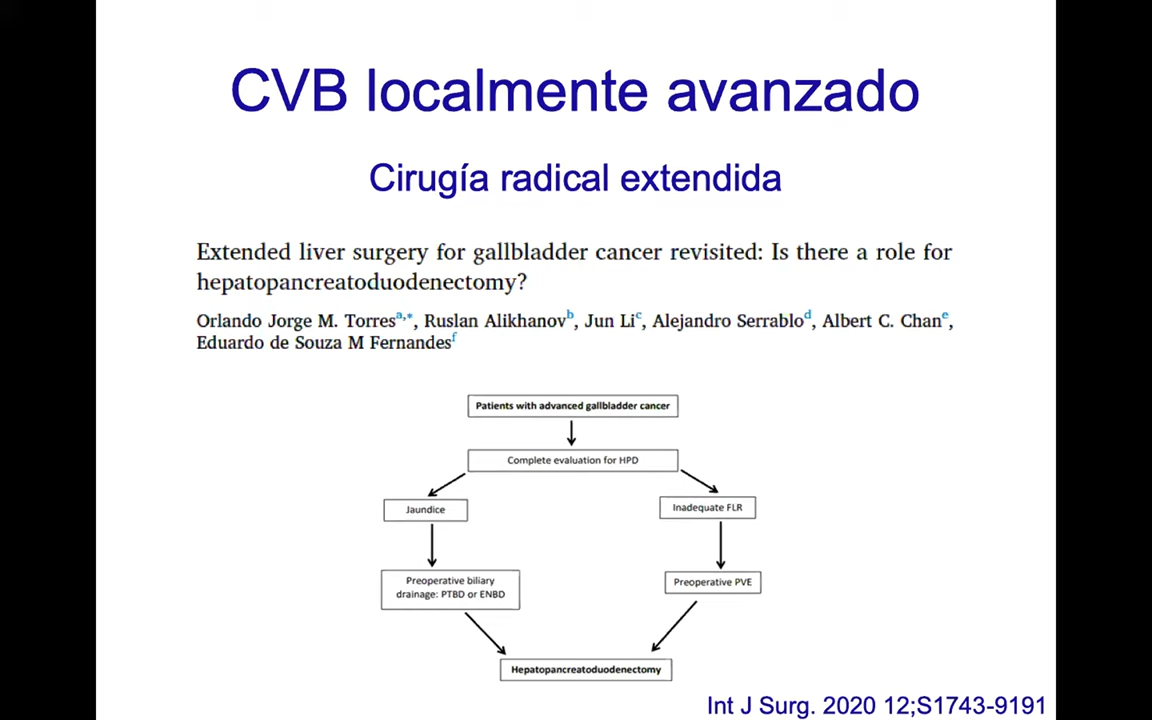 CVB localmente avanzado
Cirugía radical extendida
Extended liver surgery for gallbladder cancer revisited: Is there a role for
hepatopancreatoduodenectomy?
Orlando Jorge M. Torres a,*, Ruslan Alikhanov b, Jun Li c, Alejandro Serrablo d, Albert C. Chan e,
Eduardo de Souza M Fernandes f
Patients with advanced gallbladder cancer
Complete evaluation for HPD
Jaundice
Inadequate FLR
Preoperative biliary
drainage: PTBD or ENBD
Preoperative PVE
Hepatopancreatoduodenectomy
Int J Surg. 2020 12;S1743-9191